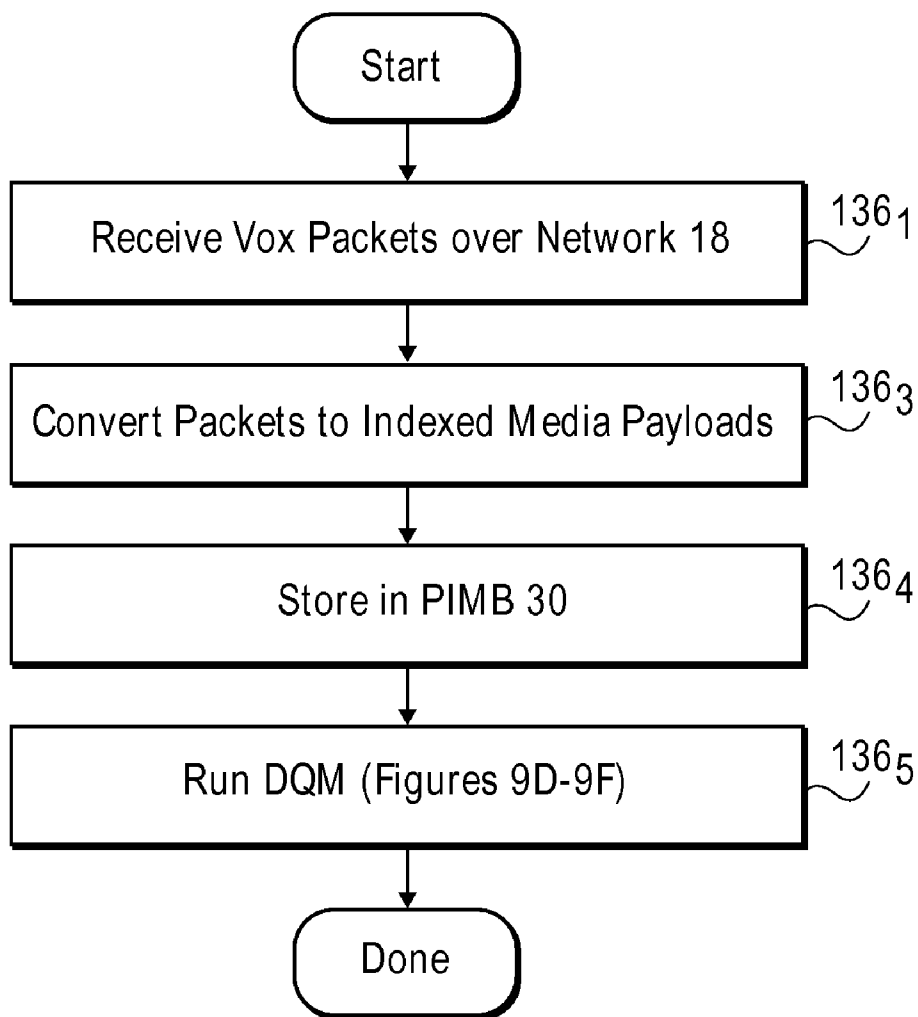 Start
Receive Vox Packets over Network 18
136₁
Convert Packets to Indexed Media Payloads
136₃
Store in PIMB 30
136₄
Run DQM (Figures 9D-9F)
136₅
Done